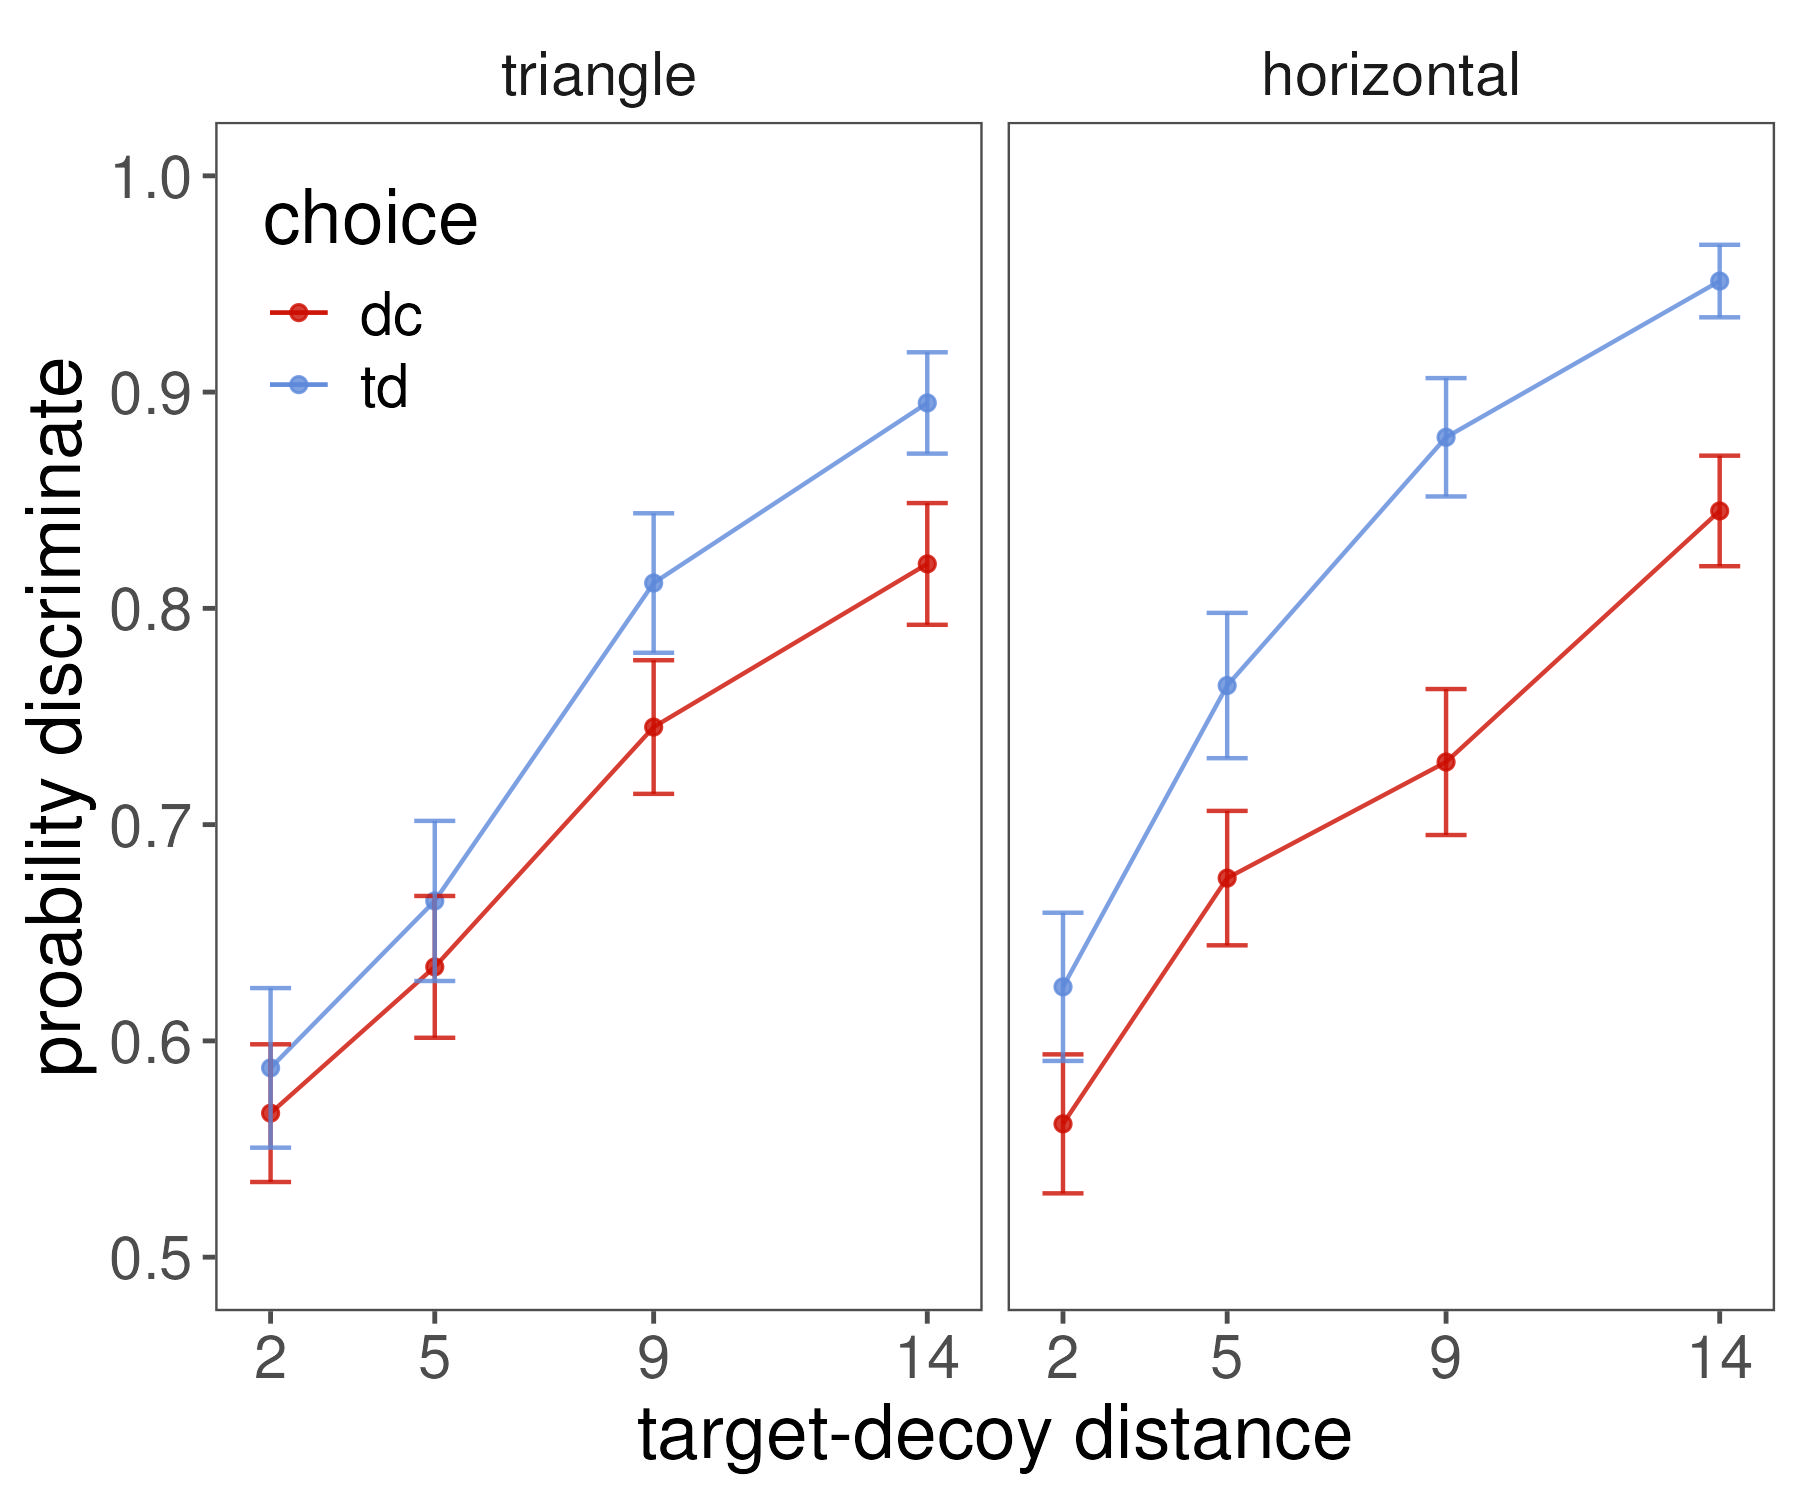 triangle
horizontal
1.0
0.9
0.8
0.7
0.6
0.5
proability discriminate
choice
dc
td
2 5 9 14
2 5 9 14
target-decoy distance